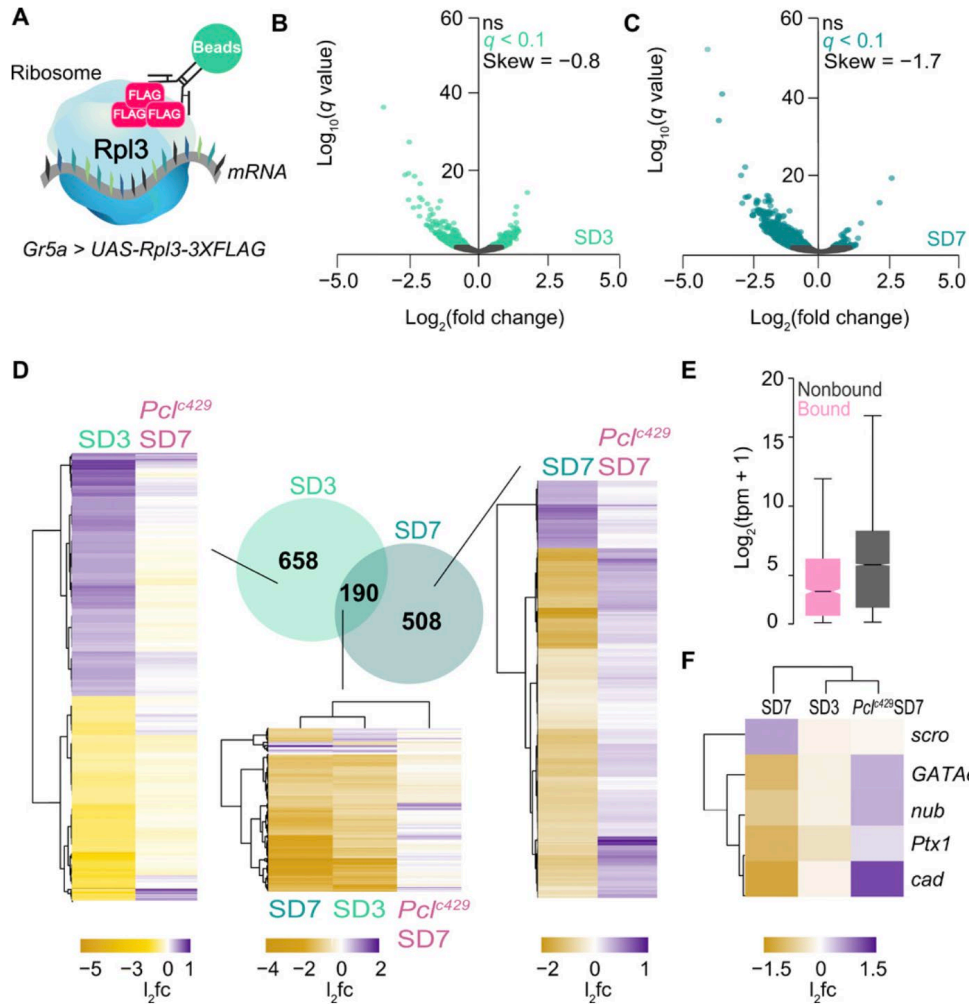 A
Beads
Ribosome
FLAG
FLAG FLAG
Rpl3
mRNA
Gr5a > UAS-Rpl3-3XFLAG
B
Log10(q value)
60
40
20
ns
q < 0.1
Skew = −0.8
SD3
−5.0 −2.5 0.0 2.5 5.0
Log2(fold change)
C
Log10(q value)
60
40
20
ns
q < 0.1
Skew = −1.7
SD7
−5.0 −2.5 0.0 2.5 5.0
Log2(fold change)
D
SD3
Pclc429
SD7
SD3
SD7
658
190
508
SD7
Pclc429
SD7
SD7 SD3 Pclc429
SD7
−5 −3 0 1
l2fc
−4 −2 0 2
l2fc
−2 0 1
l2fc
E
Log2(tpm + 1)
20
15
10
5
0
Nonbound
Bound
F
SD7 SD3 Pclc429SD7
scro
GATAe
nub
Ptx1
cad
−1.5 0 1.5
l2fc